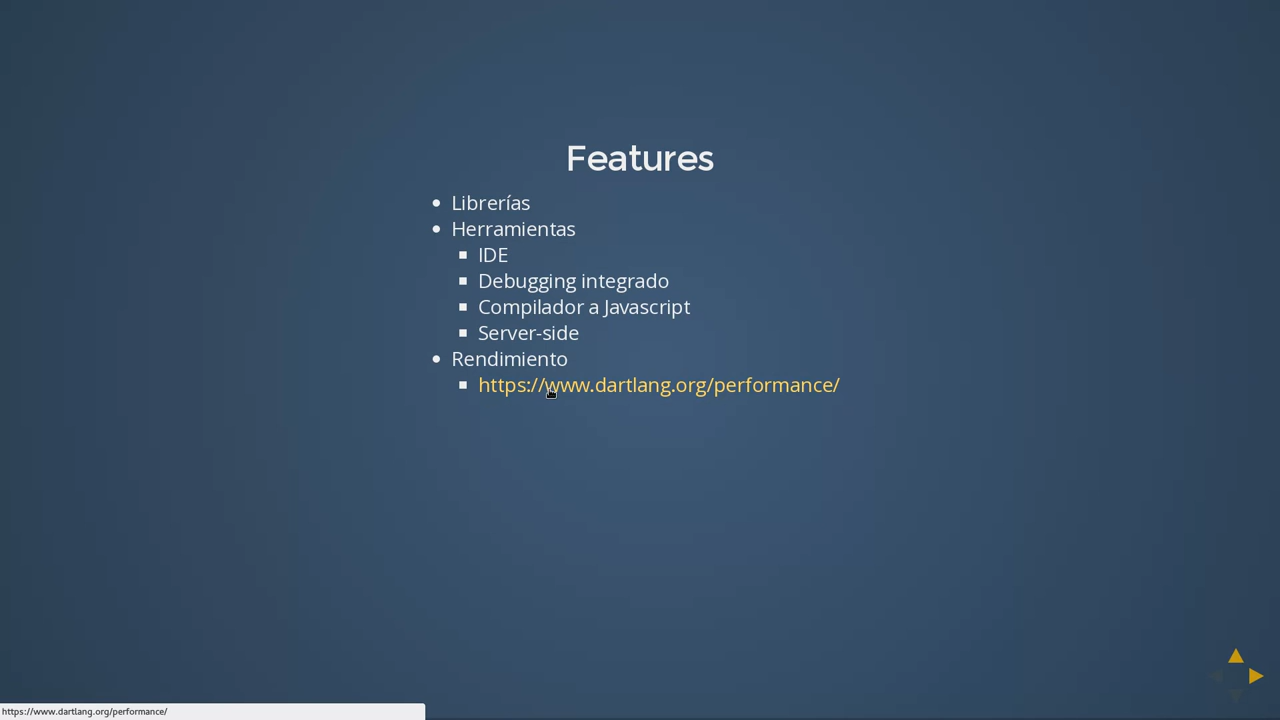 Features
Librerías
Herramientas
IDE
Debugging integrado
Compilador a Javascript
Server-side
Rendimiento
https://www.dartlang.org/performance/
https://www.dartlang.org/performance/